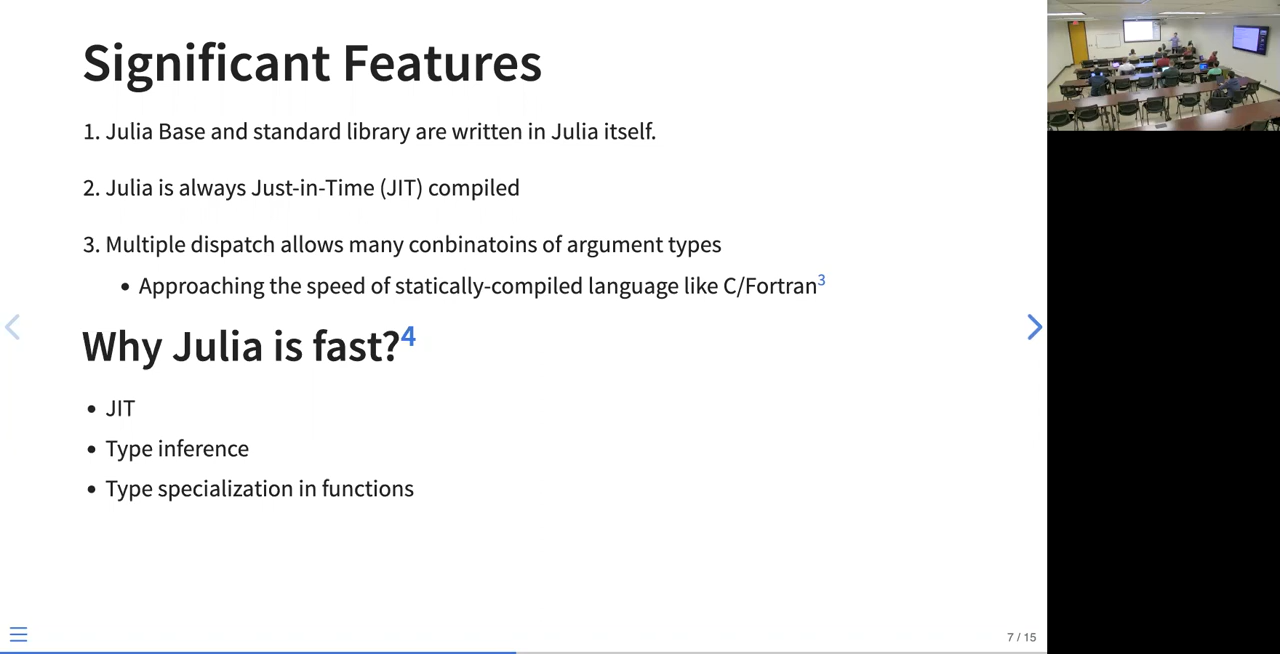 Significant Features
1. Julia Base and standard library are written in Julia itself.
2. Julia is always Just-in-Time (JIT) compiled
3. Multiple dispatch allows many conbinatoins of argument types
• Approaching the speed of statically-compiled language like C/Fortran3
Why Julia is fast?4
• JIT
• Type inference
• Type specialization in functions
7 / 15